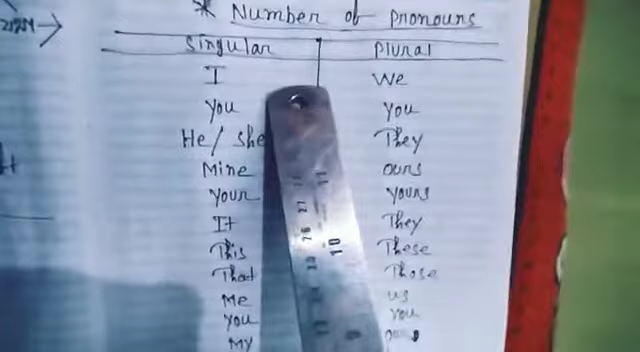 * Number of pronouns
Singular Plural
I We
You You
He/she They
Mine ours
Your yours
It They
This These
That Those
Me us
You You
My